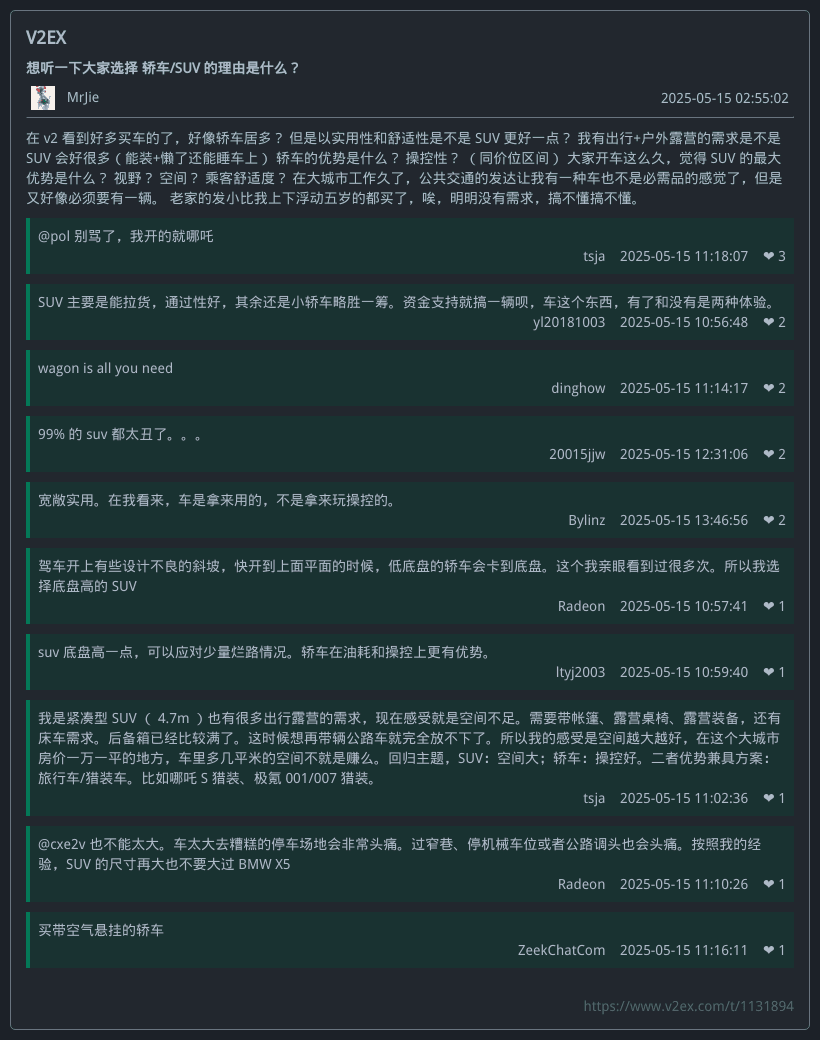 V2EX
想听一下大家选择 轿车/SUV 的理由是什么？
MrJie 2025-05-15 02:55:02
在 v2 看到好多买车的了，好像轿车居多？ 但是以实用性和舒适性是不是 SUV 更好一点？ 我有出行+户外露营的需求是不是
SUV 会好很多（ 能装+懒了还能睡车上 ） 轿车的优势是什么？ 操控性？ （ 同价位区间 ） 大家开车这么久，觉得 SUV 的最大
优势是什么？ 视野？ 空间？ 乘客舒适度？ 在大城市工作久了，公共交通的发达让我有一种车也不是必需品的感觉了，但是
又好像必须要有一辆。 老家的发小比我上下浮动五岁的都买了，唉，明明没有需求，搞不懂搞不懂。
@pol 别骂了，我开的就哪吒
tsja 2025-05-15 11:18:07 ❤ 3
SUV 主要是能拉货，通过性好，其余还是小轿车略胜一筹。资金支持就搞一辆呗，车这个东西，有了和没有是两种体验。
yl20181003 2025-05-15 10:56:48 ❤ 2
wagon is all you need
dinghow 2025-05-15 11:14:17 ❤ 2
99% 的 suv 都太丑了。。。
20015jjw 2025-05-15 12:31:06 ❤ 2
宽敞实用。在我看来，车是拿来用的，不是拿来玩操控的。
Bylinz 2025-05-15 13:46:56 ❤ 2
驾车开上有些设计不良的斜坡，快开到上面平面的时候，低底盘的轿车会卡到底盘。这个我亲眼看到过很多次。所以我选
择底盘高的 SUV
Radeon 2025-05-15 10:57:41 ❤ 1
suv 底盘高一点，可以应对少量烂路情况。轿车在油耗和操控上更有优势。
ltyj2003 2025-05-15 10:59:40 ❤ 1
我是紧凑型 SUV （ 4.7m ）也有很多出行露营的需求，现在感受就是空间不足。需要带帐篷、露营桌椅、露营装备，还有
床车需求。后备箱已经比较满了。这时候想再带辆公路车就完全放不下了。所以我的感受是空间越大越好，在这个大城市
房价一万一平的地方，车里多几平米的空间不就是赚么。回归主题，SUV：空间大；轿车：操控好。二者优势兼具方案：
旅行车/猎装车。比如哪吒 S 猎装、极氪 001/007 猎装。
tsja 2025-05-15 11:02:36 ❤ 1
@cxe2v 也不能太大。车太大去糟糕的停车场地会非常头痛。过窄巷、停机械车位或者公路调头也会头痛。按照我的经
验，SUV 的尺寸再大也不要大过 BMW X5
Radeon 2025-05-15 11:10:26 ❤ 1
买带空气悬挂的轿车
ZeekChatCom 2025-05-15 11:16:11 ❤ 1
https://www.v2ex.com/t/1131894